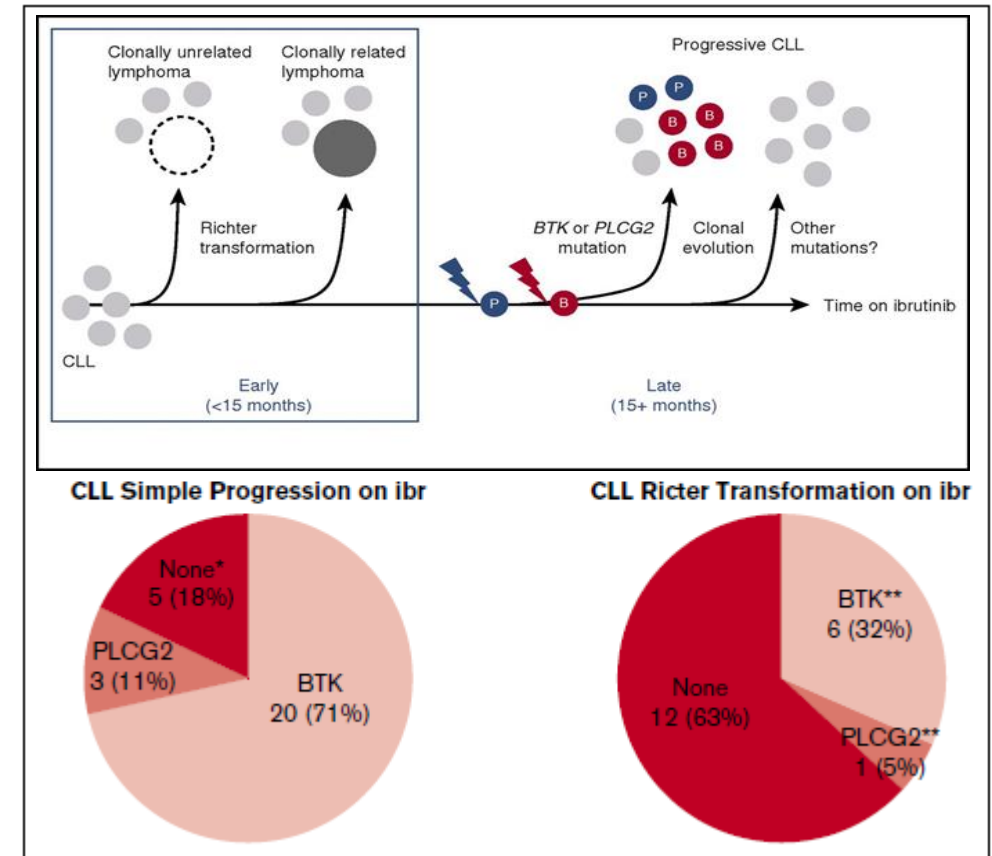 Clonally unrelated
lymphoma
Clonally related
lymphoma
Progressive CLL
P
P
B
B
B
B
Richter
transformation
BTK or PLCG2
mutation
Clonal
evolution
Other
mutations?
P
B
Time on ibrutinib
CLL
Early
(<15 months)
Late
(15+ months)
CLL Simple Progression on ibr
None*
5 (18%)
PLCG2
3 (11%)
BTK
20 (71%)
CLL Ricter Transformation on ibr
BTK**
6 (32%)
None
12 (63%)
PLCG2**
1 (5%)